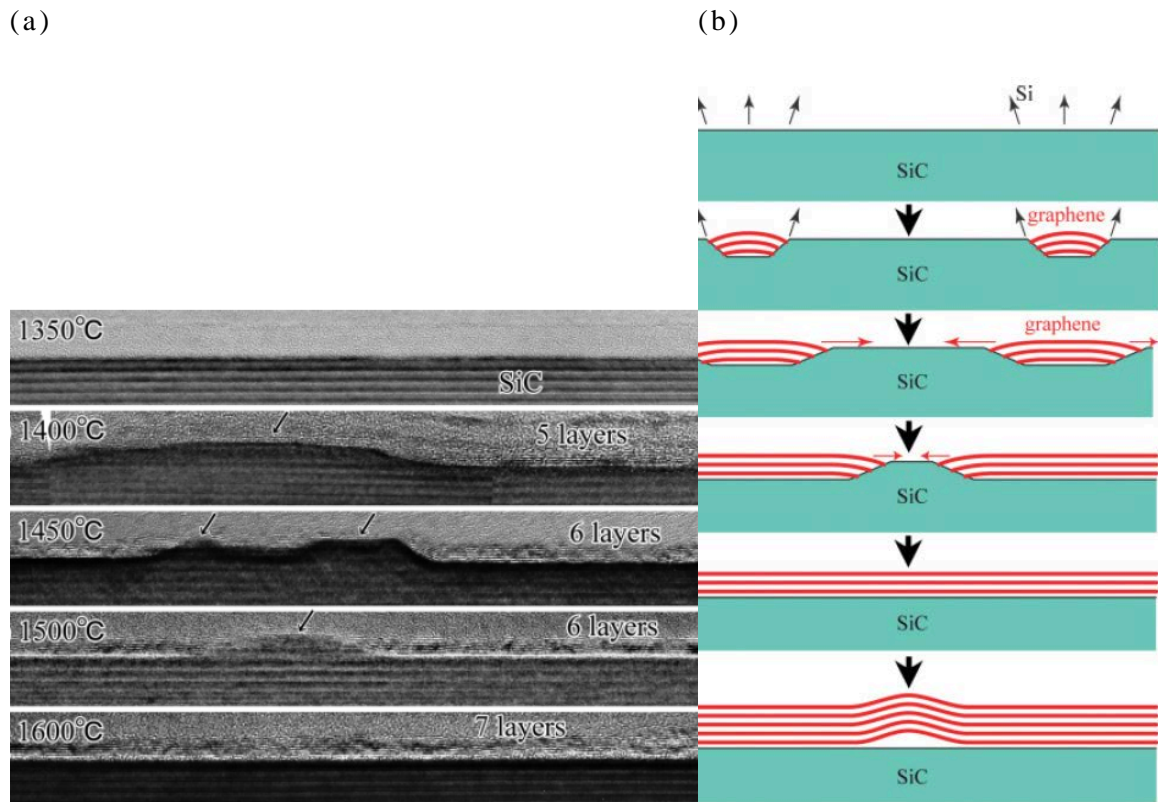 (a)
1350°C
SiC
1400°C
5 layers
1450°C
6 layers
1500°C
6 layers
1600°C
7 layers
(b)
Si
SiC
graphene
SiC
graphene
SiC
SiC
SiC
SiC